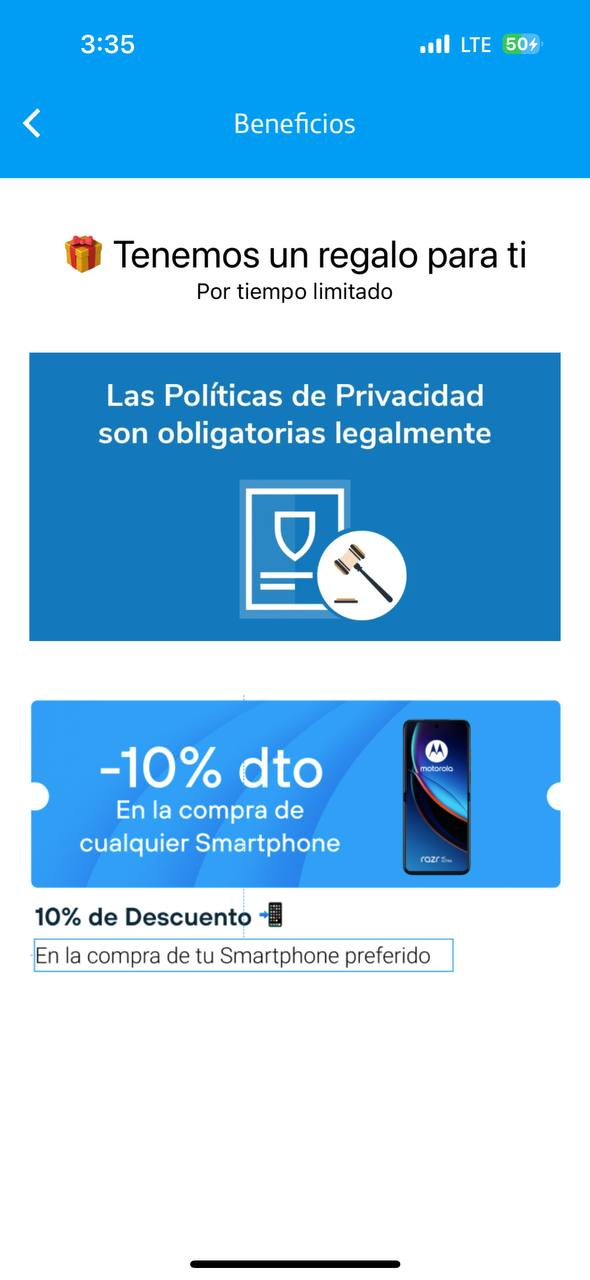 3:35
LTE
50
Beneficios
🎁 Tenemos un regalo para ti
Por tiempo limitado
Las Políticas de Privacidad
son obligatorias legalmente
-10% dto
En la compra de
cualquier Smartphone
motorola
razr
10% de Descuento 📲
En la compra de tu Smartphone preferido